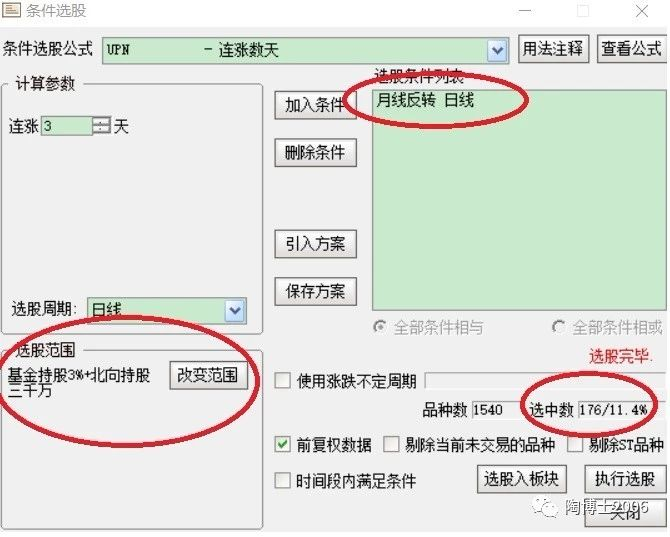 条件选股
条件选股公式 UPN - 连涨数天 用法注释 查看公式
计算参数
连涨 3 天
选股周期: 日线
选股范围
基金持股3%+北向持股三千万
改变范围
加入条件
删除条件
引入方案
保存方案
选股条件列表
月线反转 日线
全部条件相与 全部条件相或
选股完毕.
使用涨跌不定周期
品种数 1540 选中数 176/11.4%
前复权数据 剔除当前未交易的品种 剔除ST品种
时间段内满足条件 选股入板块 执行选股
关闭
陶博士2006